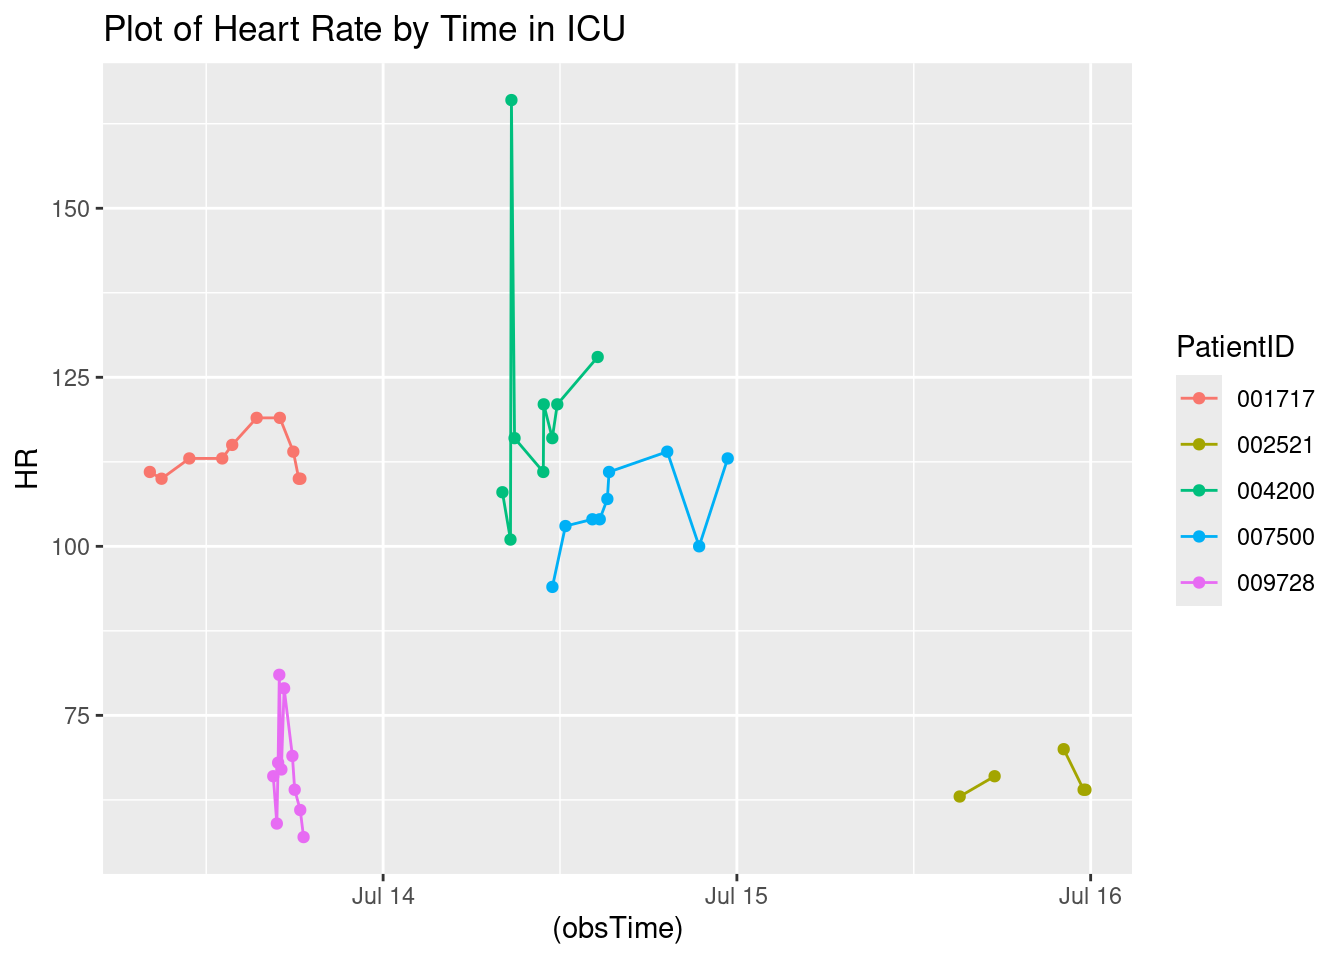 Plot of Heart Rate by Time in ICU
HR
150
125
100
75
Jul 14
Jul 15
Jul 16
(obsTime)
PatientID
001717
002521
004200
007500
009728